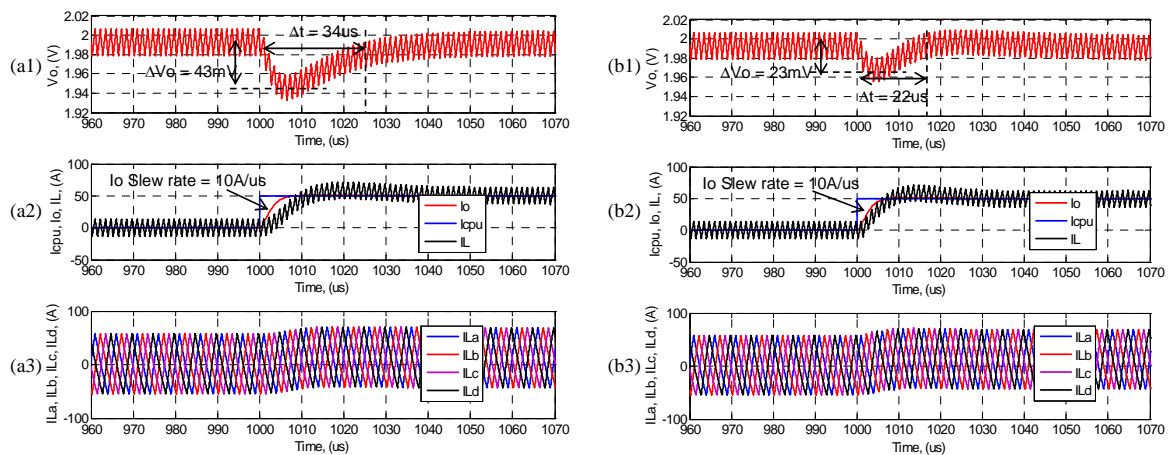 (a1)
Vo, (V)
2.02
2
1.98
1.96
1.94
1.92
Δt = 34us
ΔVo = 43mV
960 970 980 990 1000 1010 1020 1030 1040 1050 1060 1070
Time, (us)
(a2)
Icpu, Io, IL, (A)
100
50
0
-50
Io Slew rate = 10A/us
Io
Icpu
IL
960 970 980 990 1000 1010 1020 1030 1040 1050 1060 1070
Time, (us)
(a3)
ILa, ILb, ILc, ILd, (A)
100
0
-100
ILa
ILb
ILc
ILd
960 970 980 990 1000 1010 1020 1030 1040 1050 1060 1070
Time, (us)
(b1)
Vo, (V)
2.02
2
1.98
1.96
1.94
1.92
ΔVo = 23mV
Δt = 22us
960 970 980 990 1000 1010 1020 1030 1040 1050 1060 1070
Time, (us)
(b2)
Icpu, Io, IL, (A)
100
50
0
-50
Io Slew rate = 10A/us
Io
Icpu
IL
960 970 980 990 1000 1010 1020 1030 1040 1050 1060 1070
Time, (us)
(b3)
ILa, ILb, ILc, ILd, (A)
100
0
-100
ILa
ILb
ILc
ILd
960 970 980 990 1000 1010 1020 1030 1040 1050 1060 1070
Time, (us)